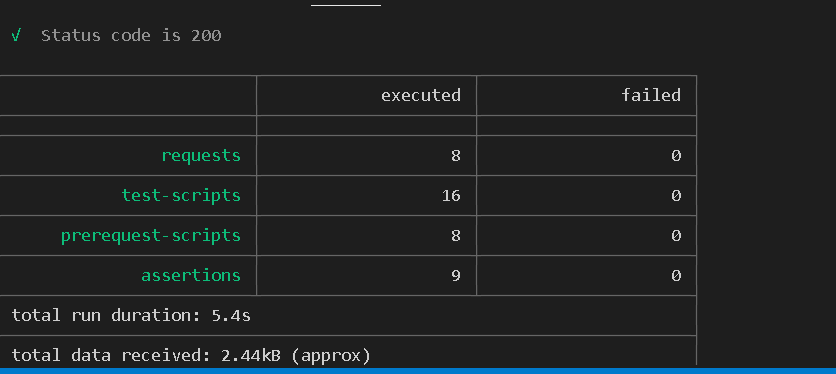 √ Status code is 200
executed failed
requests 8 0
test-scripts 16 0
prerequest-scripts 8 0
assertions 9 0
total run duration: 5.4s
total data received: 2.44kB (approx)